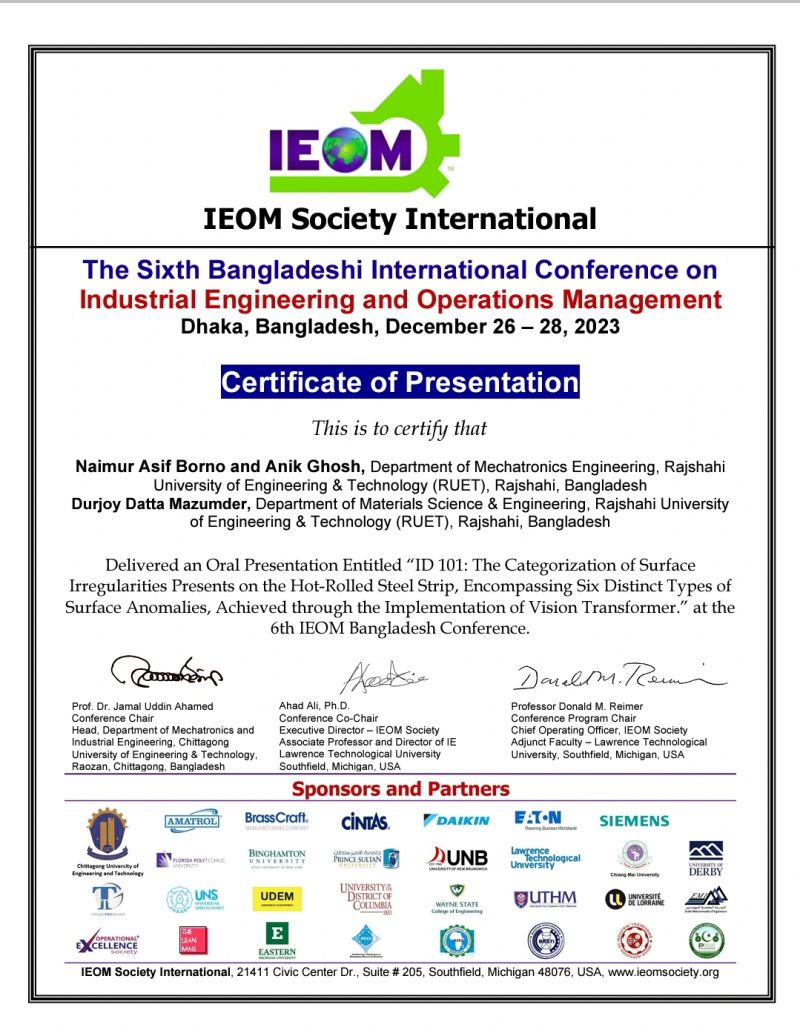 IEOM
TM
IEOM Society International
The Sixth Bangladeshi International Conference on
Industrial Engineering and Operations Management
Dhaka, Bangladesh, December 26 – 28, 2023
Certificate of Presentation
This is to certify that
Naimur Asif Borno and Anik Ghosh, Department of Mechatronics Engineering, Rajshahi
University of Engineering & Technology (RUET), Rajshahi, Bangladesh
Durjoy Datta Mazumder, Department of Materials Science & Engineering, Rajshahi University
of Engineering & Technology (RUET), Rajshahi, Bangladesh
Delivered an Oral Presentation Entitled “ID 101: The Categorization of Surface
Irregularities Presents on the Hot-Rolled Steel Strip, Encompassing Six Distinct Types of
Surface Anomalies, Achieved through the Implementation of Vision Transformer.” at the
6th IEOM Bangladesh Conference.
Donald M. Reimer
Prof. Dr. Jamal Uddin Ahamed
Conference Chair
Head, Department of Mechatronics and
Industrial Engineering, Chittagong
University of Engineering & Technology,
Raozan, Chittagong, Bangladesh
Ahad Ali, Ph.D.
Conference Co-Chair
Executive Director – IEOM Society
Associate Professor and Director of IE
Lawrence Technological University
Southfield, Michigan, USA
Professor Donald M. Reimer
Conference Program Chair
Chief Operating Officer, IEOM Society
Adjunct Faculty – Lawrence Technological
University, Southfield, Michigan, USA
Sponsors and Partners
Chittagong University of
Engineering and Technology
AMATROL
BrassCraft
MANUFACTURING COMPANY
CINTAS
DAIKIN
EATON
Powering Business Worldwide
SIEMENS
FLORIDA POLYTECHNIC
UNIVERSITY
BINGHAMTON
UNIVERSITY
STATE UNIVERSITY OF NEW YORK
PRINCE SULTAN
UNIVERSITY
UNB
UNIVERSITY OF NEW BRUNSWICK
Lawrence
Technological
University
Chiang Mai University
UNIVERSITY OF
DERBY
UNS
UDEM
UNIVERSITY OF THE
DISTRICT OF
COLUMBIA
WAYNE STATE
College of Engineering
UTHM
UNIVERSITÉ
DE LORRAINE
OPERATIONAL
EXCELLENCE
society
THE
LEAN
MAG
E
EASTERN
MICHIGAN UNIVERSITY
IEOM Society International, 21411 Civic Center Dr., Suite # 205, Southfield, Michigan 48076, USA, www.ieomsociety.org